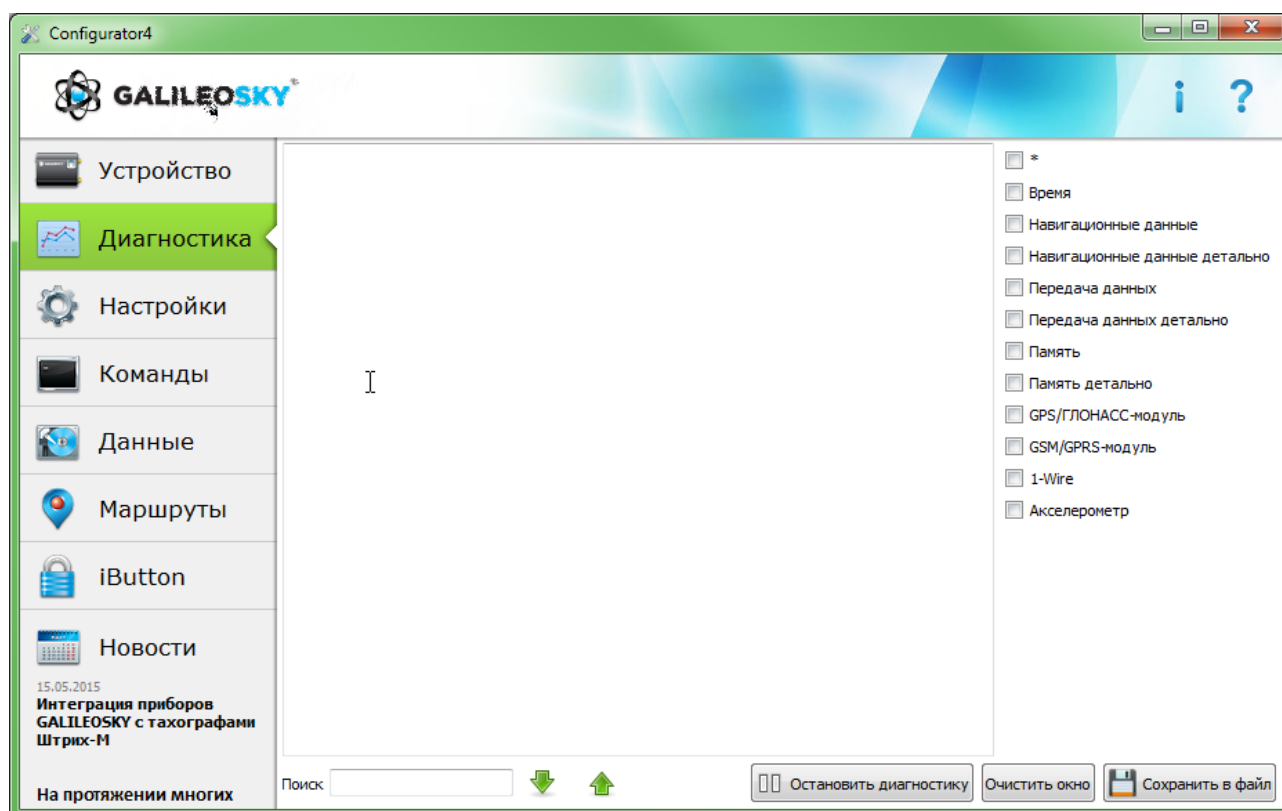 Configurator4
GALILEOSKY
i ?
Устройство
Диагностика
Настройки
Команды
Данные
Маршруты
iButton
Новости
15.05.2015
Интеграция приборов
GALILEOSKY с тахографами
Штрих-М
На протяжении многих
*
Время
Навигационные данные
Навигационные данные детально
Передача данных
Передача данных детально
Память
Память детально
GPS/ГЛОНАСС-модуль
GSM/GPRS-модуль
1-Wire
Акселерометр
Поиск
Остановить диагностику
Очистить окно
Сохранить в файл